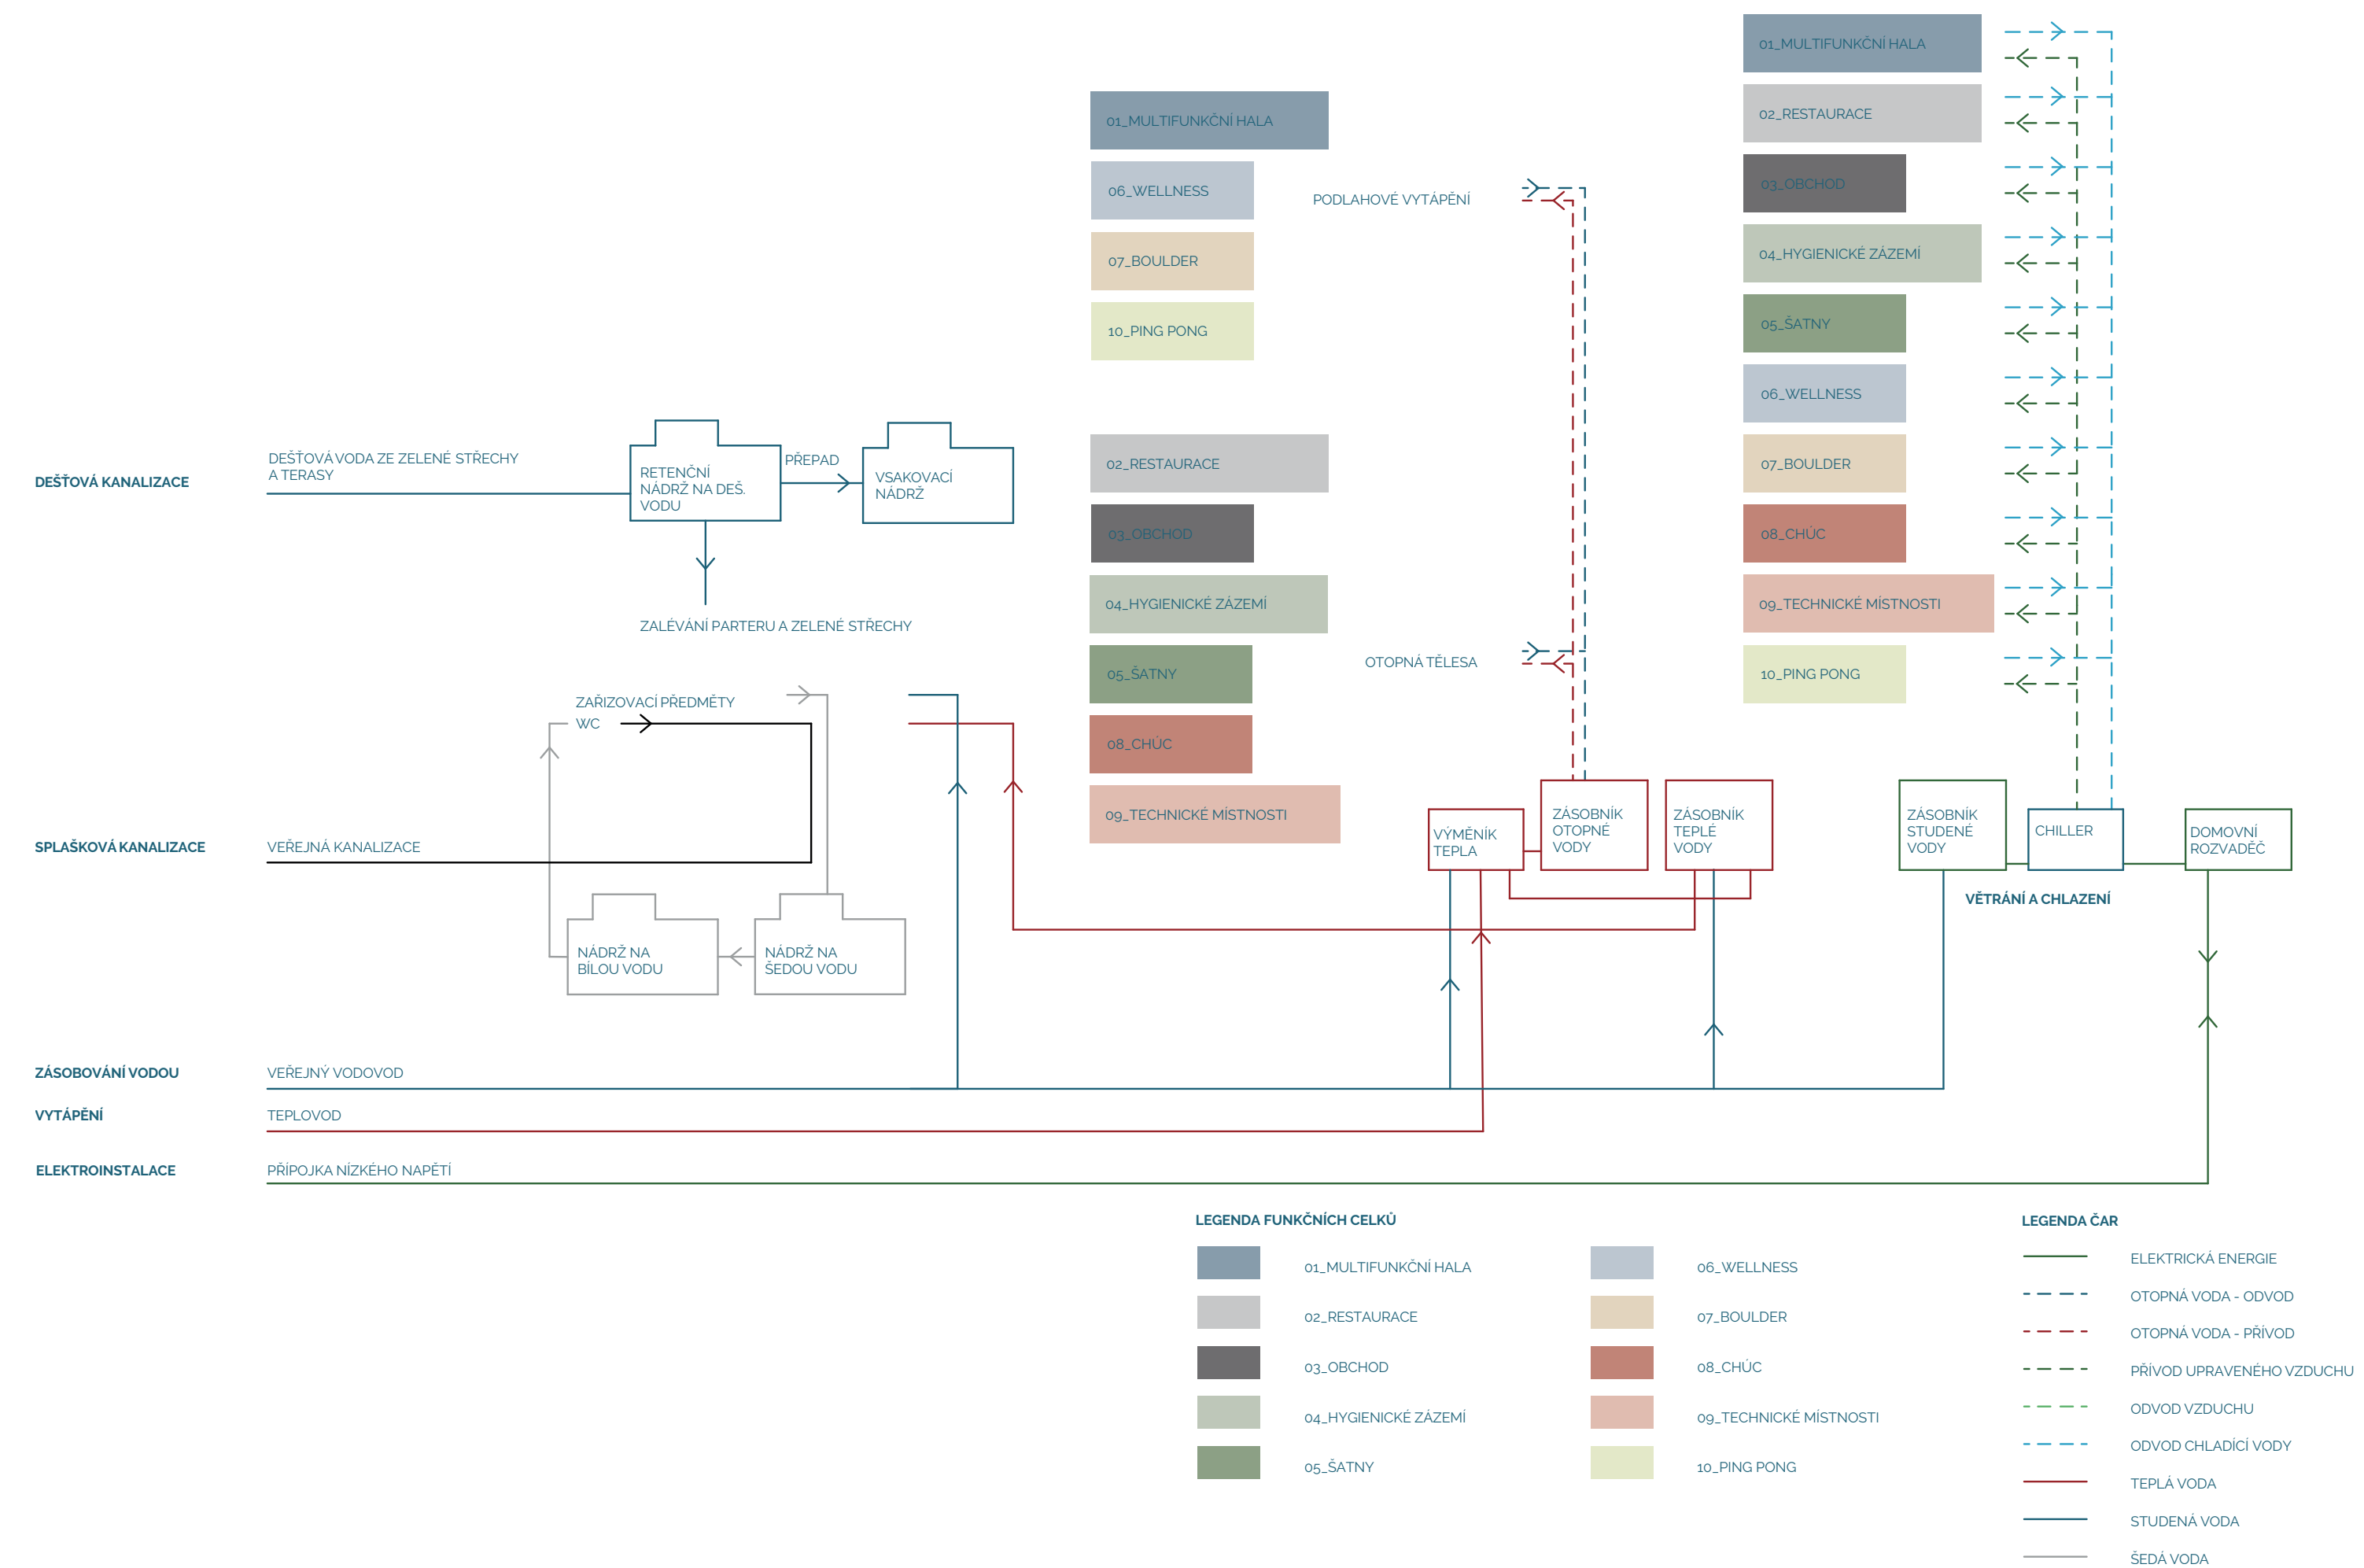 01_MULTIFUNKČNÍ HALA
06_WELLNESS
07_BOULDER
10_PING PONG
PODLAHOVÉ VYTÁPĚNÍ
02_RESTAURACE
03_OBCHOD
04_HYGIENICKÉ ZÁZEMÍ
05_ŠATNY
08_CHÚC
09_TECHNICKÉ MÍSTNOSTI
OTOPNÁ TĚLESA
01_MULTIFUNKČNÍ HALA
02_RESTAURACE
03_OBCHOD
04_HYGIENICKÉ ZÁZEMÍ
05_ŠATNY
06_WELLNESS
07_BOULDER
08_CHÚC
09_TECHNICKÉ MÍSTNOSTI
10_PING PONG
DEŠŤOVÁ KANALIZACE
DEŠŤOVÁ VODA ZE ZELENÉ STŘECHY
A TERASY
RETENČNÍ
NÁDRŽ NA DEŠ.
VODU
PŘEPAD
VSAKOVACÍ
NÁDRŽ
ZALÉVÁNÍ PARTERU A ZELENÉ STŘECHY
ZAŘIZOVACÍ PŘEDMĚTY
WC
SPLAŠKOVÁ KANALIZACE
VEŘEJNÁ KANALIZACE
NÁDRŽ NA
BÍLOU VODU
NÁDRŽ NA
ŠEDOU VODU
VÝMĚNÍK
TEPLA
ZÁSOBNÍK
OTOPNÉ
VODY
ZÁSOBNÍK
TEPLÉ
VODY
ZÁSOBNÍK
STUDENÉ
VODY
CHILLER
DOMOVNÍ
ROZVADĚČ
VĚTRÁNÍ A CHLAZENÍ
ZÁSOBOVÁNÍ VODOU
VEŘEJNÝ VODOVOD
VYTÁPĚNÍ
TEPLOVOD
ELEKTROINSTALACE
PŘÍPOJKA NÍZKÉHO NAPĚTÍ
LEGENDA FUNKČNÍCH CELKŮ
01_MULTIFUNKČNÍ HALA
02_RESTAURACE
03_OBCHOD
04_HYGIENICKÉ ZÁZEMÍ
05_ŠATNY
06_WELLNESS
07_BOULDER
08_CHÚC
09_TECHNICKÉ MÍSTNOSTI
10_PING PONG
LEGENDA ČAR
ELEKTRICKÁ ENERGIE
OTOPNÁ VODA - ODVOD
OTOPNÁ VODA - PŘÍVOD
PŘÍVOD UPRAVENÉHO VZDUCHU
ODVOD VZDUCHU
ODVOD CHLADÍCÍ VODY
TEPLÁ VODA
STUDENÁ VODA
ŠEDÁ VODA